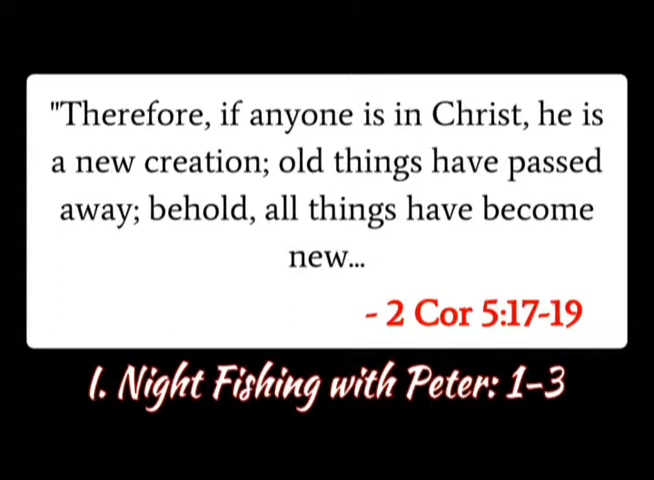 "Therefore, if anyone is in Christ, he is
a new creation; old things have passed
away; behold, all things have become
new...
- 2 Cor 5:17-19
I. Night Fishing with Peter: 1-3